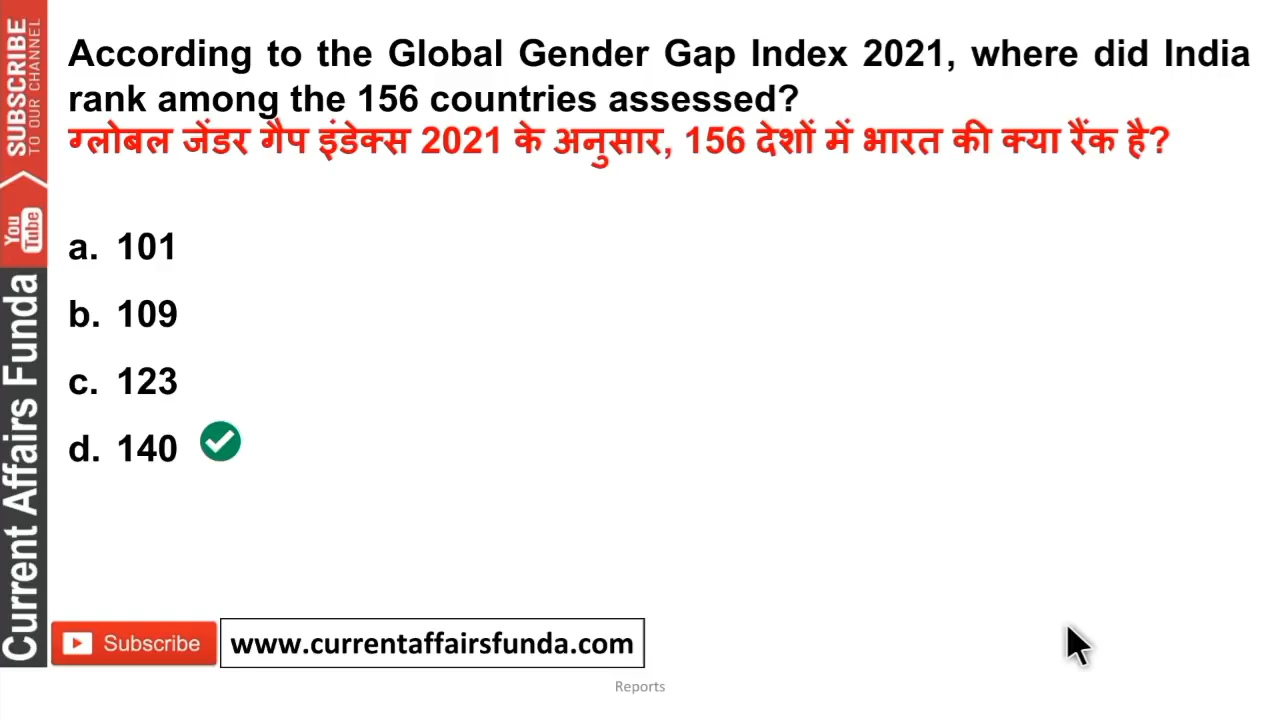 According to the Global Gender Gap Index 2021, where did India
rank among the 156 countries assessed?
ग्लोबल जेंडर गैप इंडेक्स 2021 के अनुसार, 156 देशों में भारत की क्या रैंक है?
a. 101
b. 109
c. 123
d. 140
SUBSCRIBE
TO OUR CHANNEL
You
Tube
Current Affairs Funda
Subscribe
www.currentaffairsfunda.com
Reports